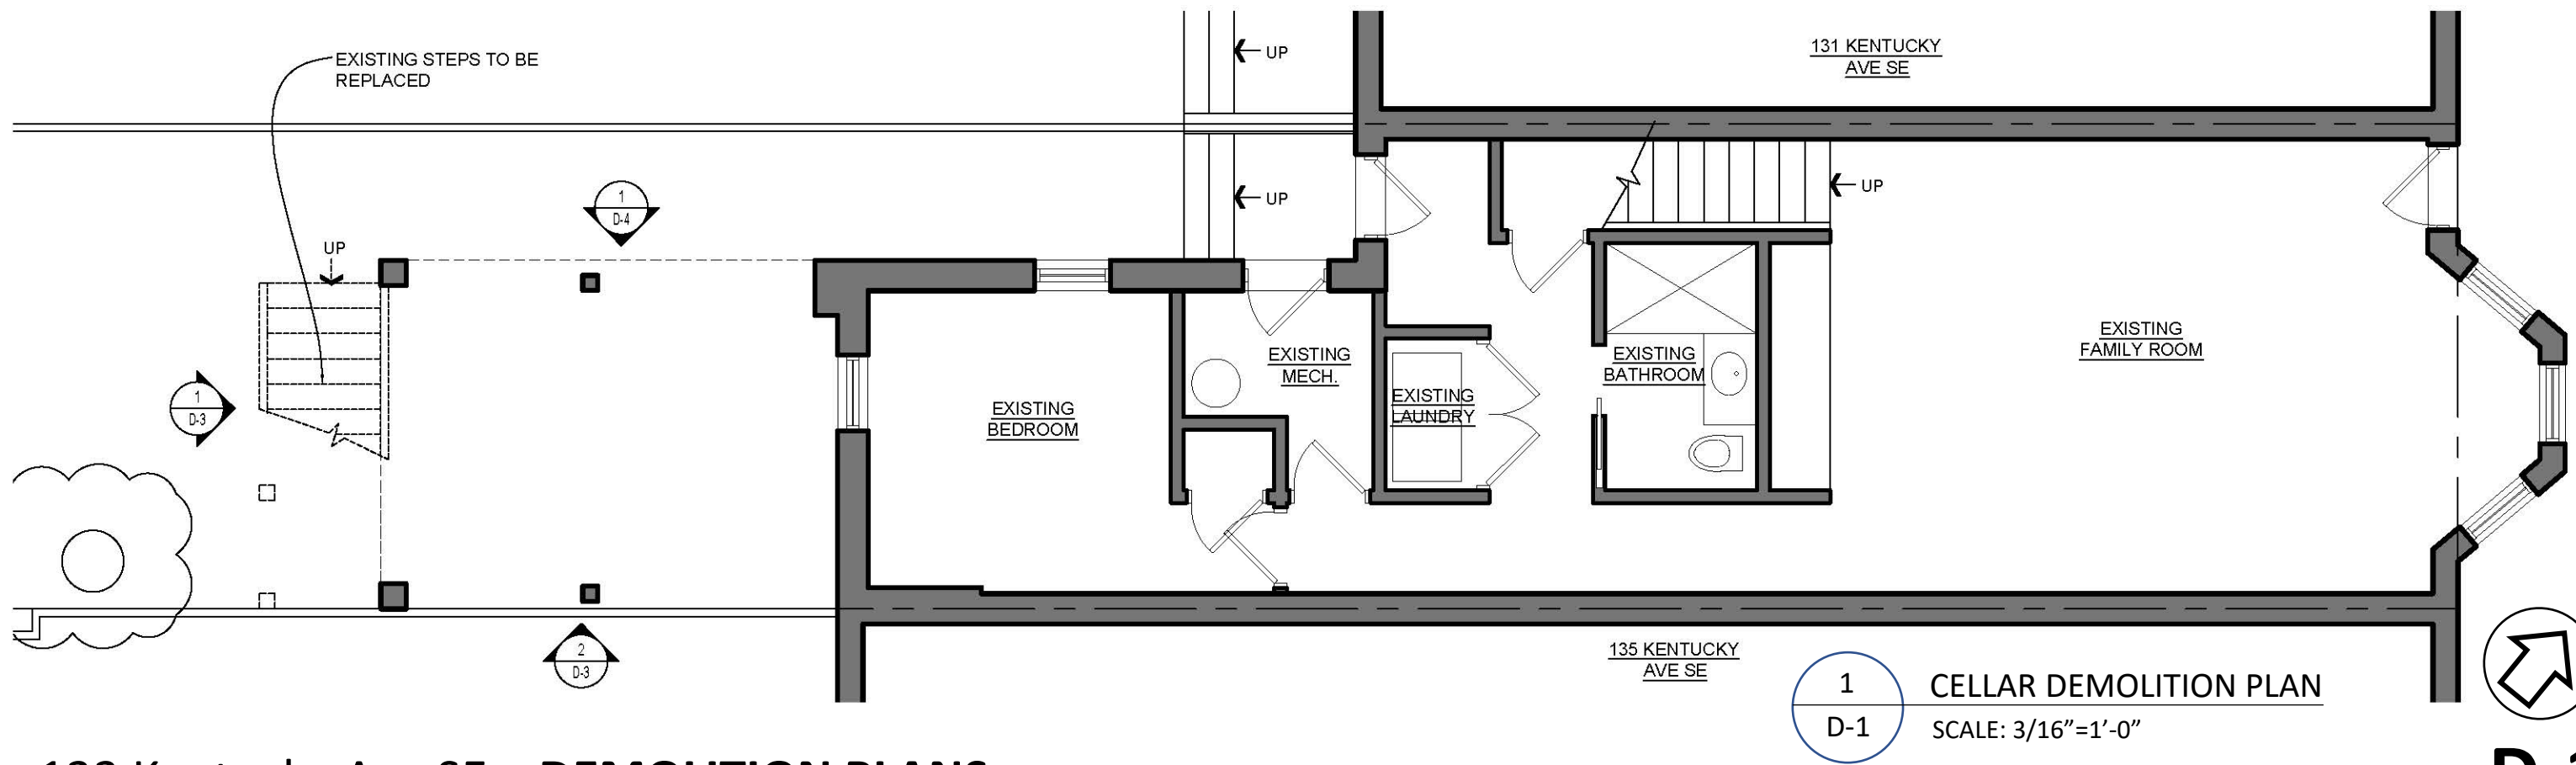 EXISTING STEPS TO BE
REPLACED
UP
131 KENTUCKY
AVE SE
1
D-4
UP
UP
UP
1
D-3
EXISTING
BEDROOM
EXISTING
MECH.
EXISTING
LAUNDRY
EXISTING
BATHROOM
EXISTING
FAMILY ROOM
2
D-3
135 KENTUCKY
AVE SE
1
D-1
CELLAR DEMOLITION PLAN
SCALE: 3/16”=1’-0”
DEMOLITION PLANS